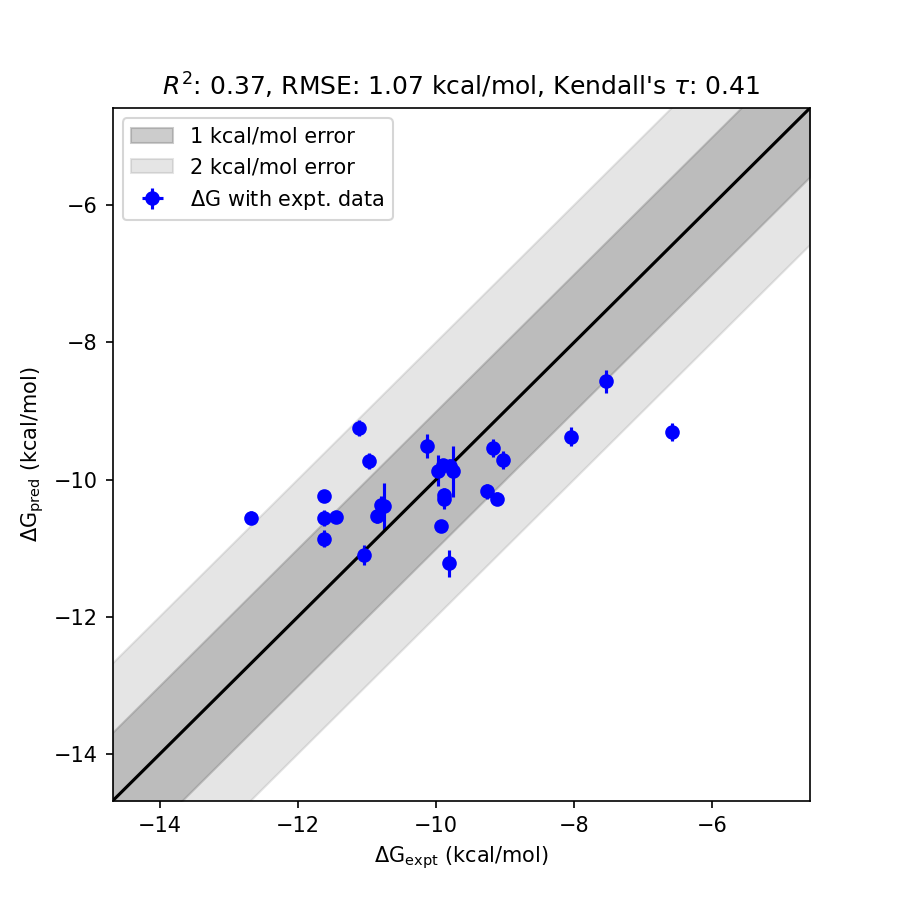 R²: 0.37, RMSE: 1.07 kcal/mol, Kendall's τ: 0.41
1 kcal/mol error
2 kcal/mol error
ΔG with expt. data
−6
−8
−10
−12
−14
ΔGpred (kcal/mol)
−14 −12 −10 −8 −6
ΔGexpt (kcal/mol)